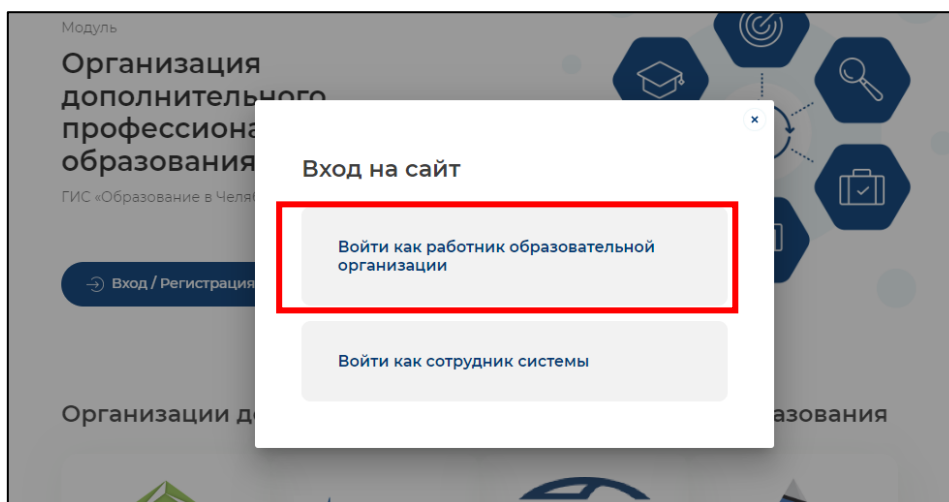 Модуль
Организация
дополнительного
профессиона
образования
ГИС «Образование в Челя
Вход / Регистрация
Вход на сайт
Войти как работник образовательной
организации
Войти как сотрудник системы
Организации д
азования